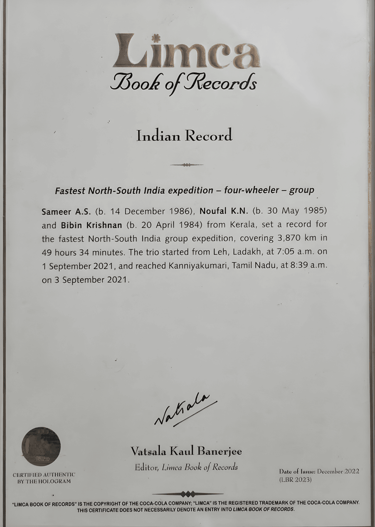 Limca
Book of Records
Indian Record
Fastest North-South India expedition – four-wheeler – group
Sameer A.S. (b. 14 December 1986), Noufal K.N. (b. 30 May 1985)
and Bibin Krishnan (b. 20 April 1984) from Kerala, set a record for
the fastest North-South India group expedition, covering 3,870 km in
49 hours 34 minutes. The trio started from Leh, Ladakh, at 7:05 a.m. on
1 September 2021, and reached Kanniyakumari, Tamil Nadu, at 8:39 a.m.
on 3 September 2021.
Vatsala
Vatsala Kaul Banerjee
Editor, Limca Book of Records
CERTIFIED AUTHENTIC
BY THE HOLOGRAM
Date of Issue: December 2022
(LBR 2023)
"LIMCA BOOK OF RECORDS" IS THE COPYRIGHT OF THE COCA-COLA COMPANY; "LIMCA" IS THE REGISTERED TRADEMARK OF THE COCA-COLA COMPANY.
THIS CERTIFICATE DOES NOT NECESSARILY DENOTE AN ENTRY INTO LIMCA BOOK OF RECORDS.